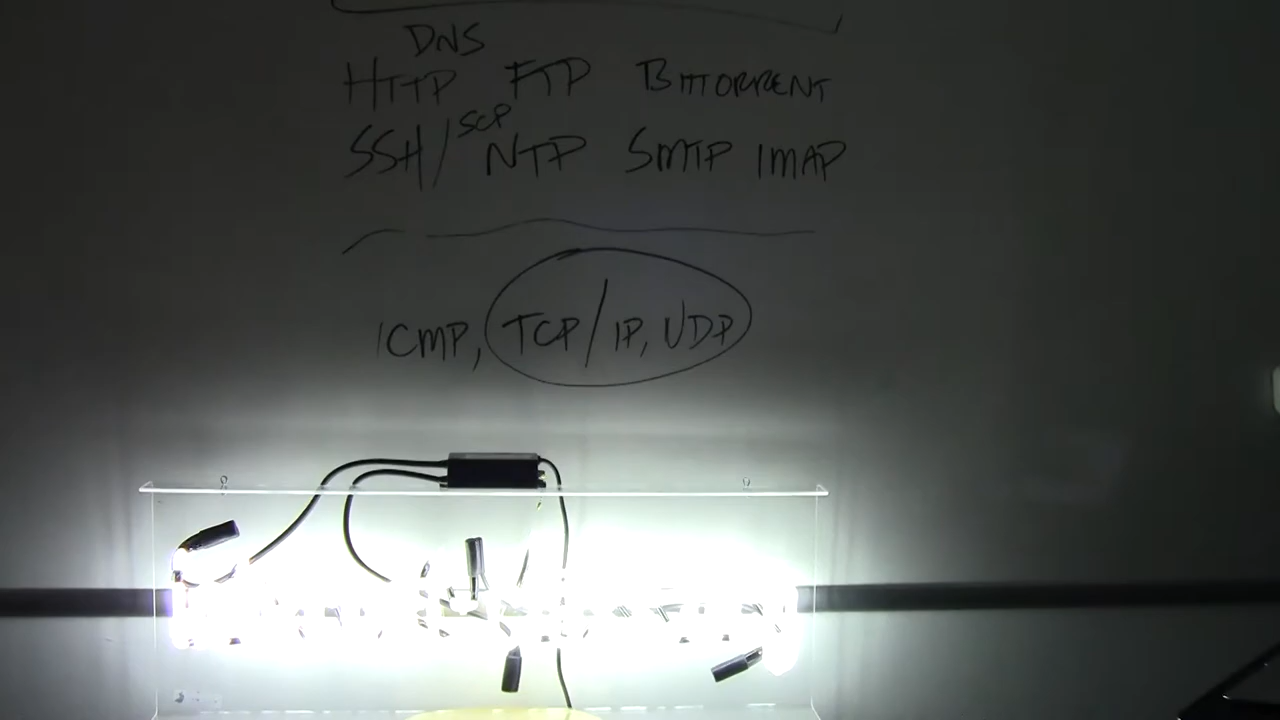 DNS
HTTP FTP BITTORRENT
SSH/SCP NTP SMTP IMAP
ICMP, TCP/IP, UDP